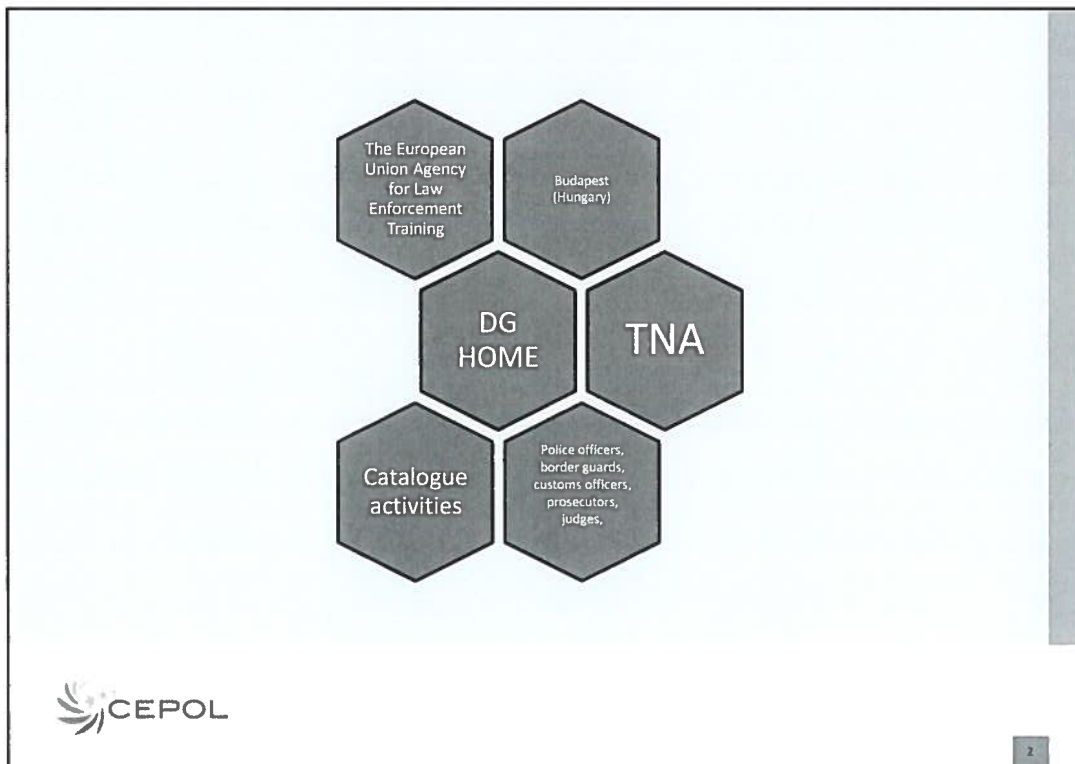 The European
Union Agency
for Law
Enforcement
Training
Budapest
(Hungary)
DG
HOME
TNA
Catalogue
activities
Police officers,
border guards,
customs officers,
prosecutors,
judges,
CEPOL
2